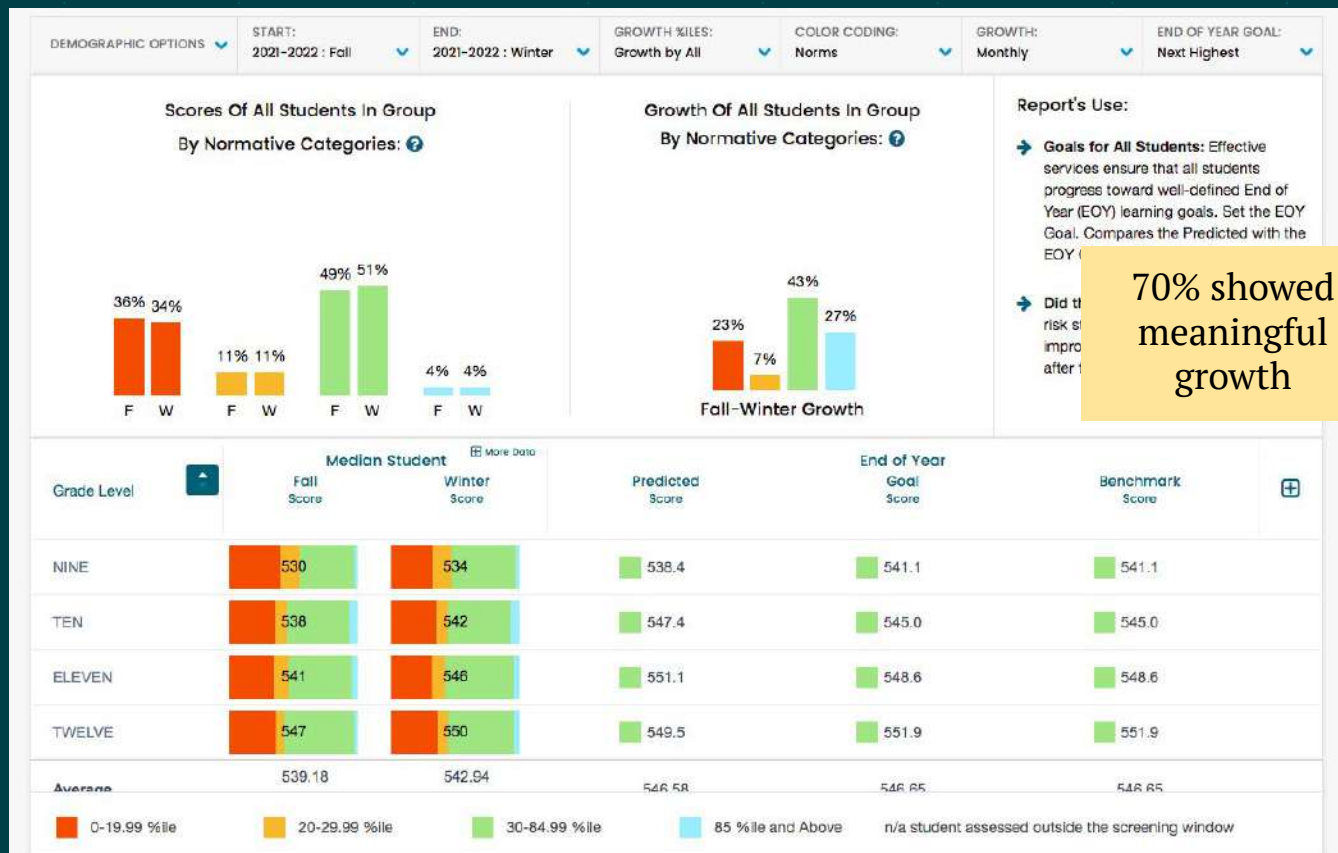 DEMOGRAPHIC OPTIONS
START:
2021-2022 : Fall
END:
2021-2022 : Winter
GROWTH %ILES:
Growth by All
COLOR CODING:
Norms
GROWTH:
Monthly
END OF YEAR GOAL:
Next Highest
Scores Of All Students In Group
By Normative Categories: ?
36% 34%
11% 11%
49% 51%
4% 4%
F W F W F W F W
Growth Of All Students In Group
By Normative Categories: ?
23%
7%
43%
27%
Fall-Winter Growth
Report's Use:
Goals for All Students: Effective
services ensure that all students
progress toward well-defined End of
Year (EOY) learning goals. Set the EOY
Goal. Compares the Predicted with the
EOY
Did th
risk st
impro
after
70% showed
meaningful
growth
Grade Level
Median Student
More Data
Fall
Score
Winter
Score
Predicted
Score
End of Year
Goal
Score
Benchmark
Score
NINE 530 534 538.4 541.1 541.1
TEN 538 542 547.4 545.0 545.0
ELEVEN 541 546 551.1 548.6 548.6
TWELVE 547 550 549.5 551.9 551.9
Average 539.18 542.94 546.58 546.65 546.65
0-19.99 %ile 20-29.99 %ile 30-84.99 %ile 85 %ile and Above n/a student assessed outside the screening window